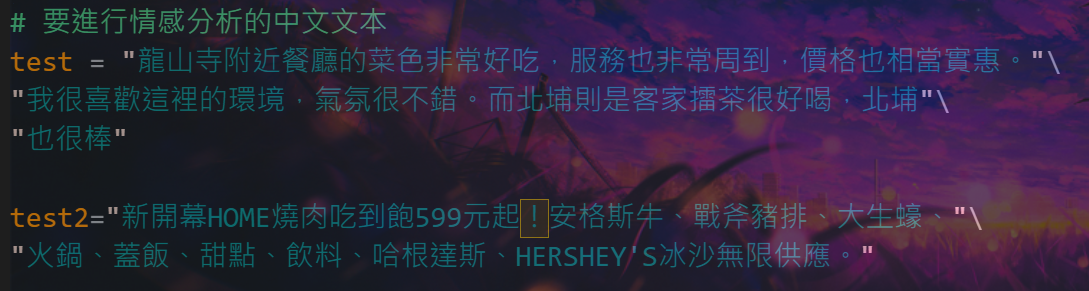 # 要進行情感分析的中文文本
test = "龍山寺附近餐廳的菜色非常好吃，服務也非常周到，價格也相當實惠。"\
"我很喜歡這裡的環境，氣氛很不錯。而北埔則是客家擂茶很好喝，北埔"\
"也很棒"
test2="新開幕HOME燒肉吃到飽599元起！安格斯牛、戰斧豬排、大生蠔、"\
"火鍋、蓋飯、甜點、飲料、哈根達斯、HERSHEY'S冰沙無限供應。"